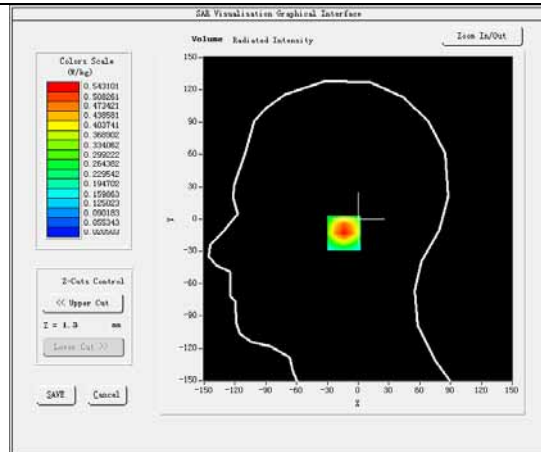 SAR Visualisation Graphical Interface
Volume Radiated Intensity
Zoom In/Out
Colors Scale
(W/kg)
0.543101
0.508261
0.473421
0.438581
0.403741
0.368902
0.334062
0.299222
0.264382
0.229542
0.194702
0.159863
0.125023
0.090183
0.055343
0.020503
Z-Cuts Control
<< Upper Cut
Z = 1.3 mm
Lower Cut >>
SAVE
Cancel
150
120
90
60
30
0
-30
-60
-90
-120
-150
Y
-150 -120 -90 -60 -30 0 30 60 90 120 150
X